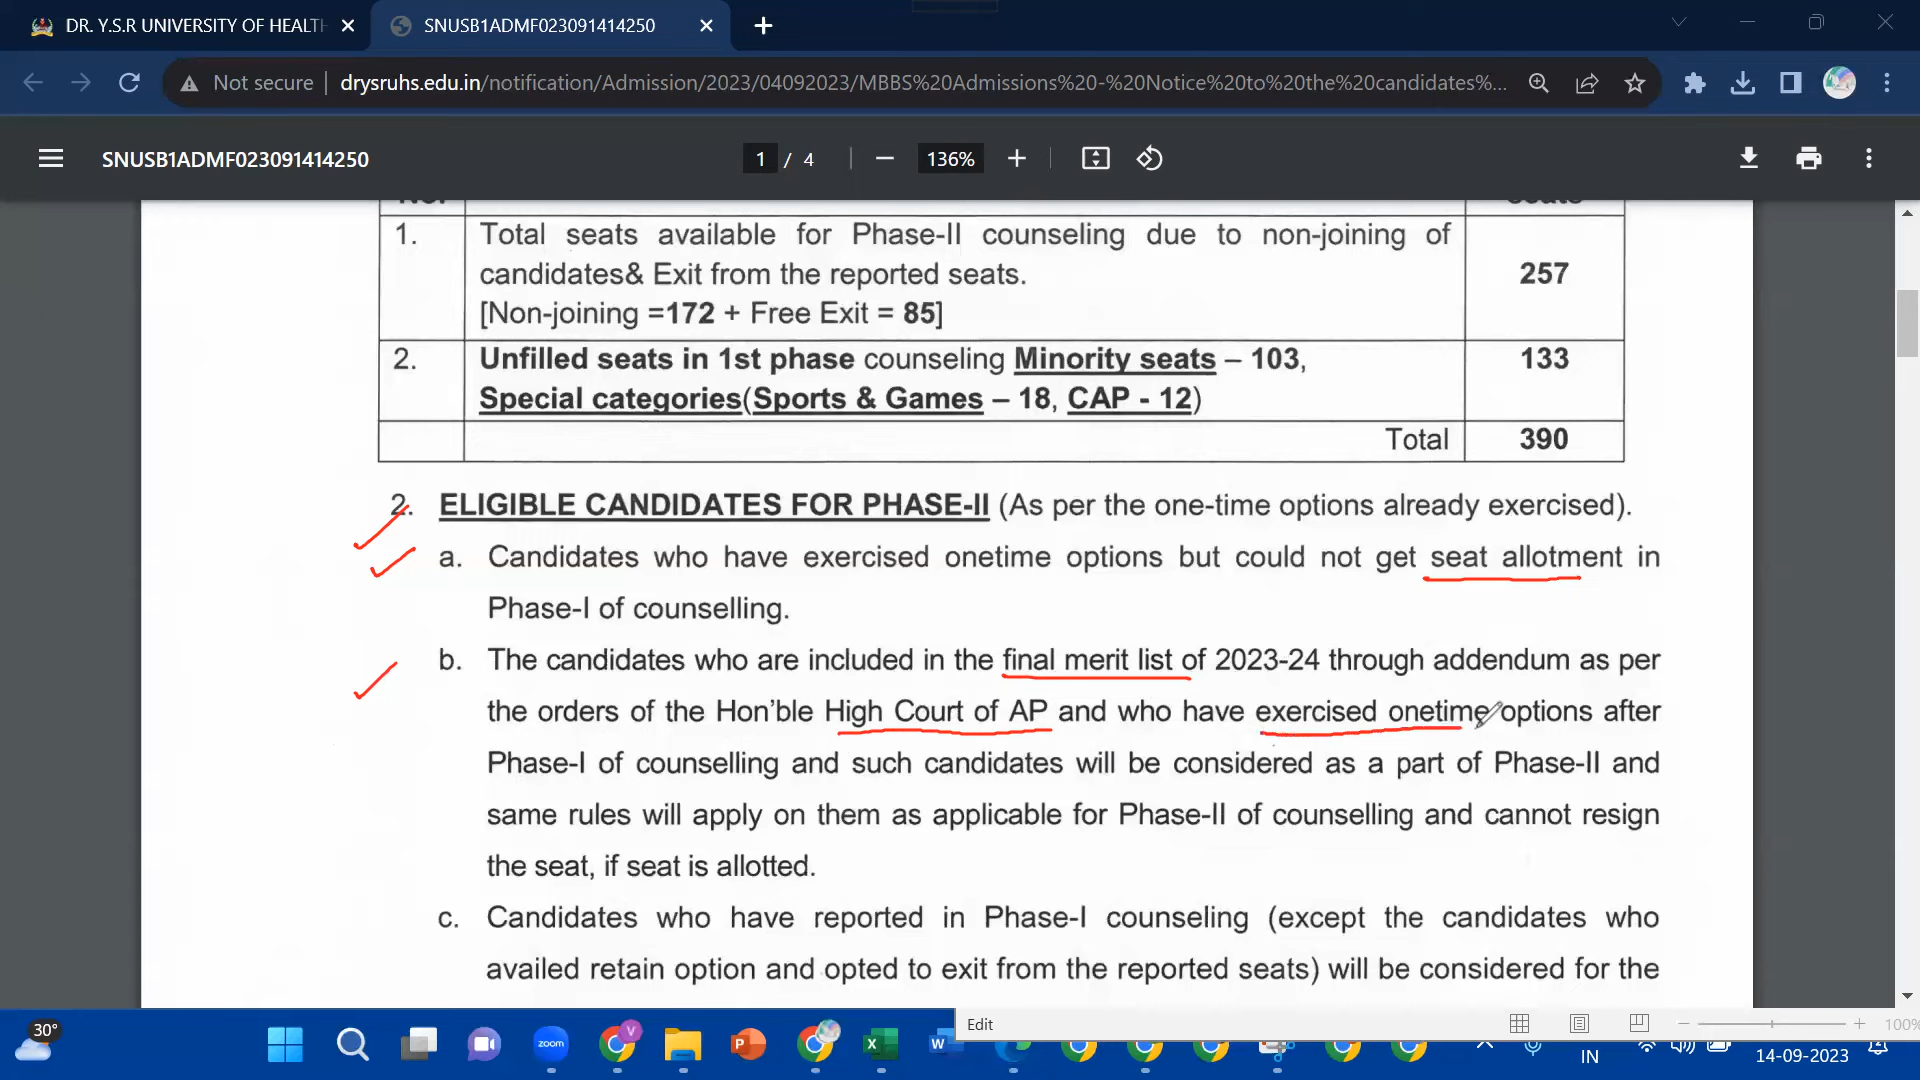 DR. Y.S.R UNIVERSITY OF HEALTH
SNUSB1ADMF023091414250
Not secure
drysruhs.edu.in/notification/Admission/2023/04092023/MBBS%20Admissions%20-%20Notice%20to%20the%20candidates%...
SNUSB1ADMF023091414250
1 / 4
136%
No. seats
1. Total seats available for Phase-II counseling due to non-joining of
candidates& Exit from the reported seats. 257
[Non-joining =172 + Free Exit = 85]
2. Unfilled seats in 1st phase counseling Minority seats – 103, 133
Special categories(Sports & Games – 18, CAP - 12)
Total 390
2. ELIGIBLE CANDIDATES FOR PHASE-II (As per the one-time options already exercised).
a. Candidates who have exercised onetime options but could not get seat allotment in
Phase-I of counselling.
b. The candidates who are included in the final merit list of 2023-24 through addendum as per
the orders of the Hon’ble High Court of AP and who have exercised onetime options after
Phase-I of counselling and such candidates will be considered as a part of Phase-II and
same rules will apply on them as applicable for Phase-II of counselling and cannot resign
the seat, if seat is allotted.
c. Candidates who have reported in Phase-I counseling (except the candidates who
availed retain option and opted to exit from the reported seats) will be considered for the
Edit
100%
30°
V
zoom
P
X
W
IN
14-09-2023